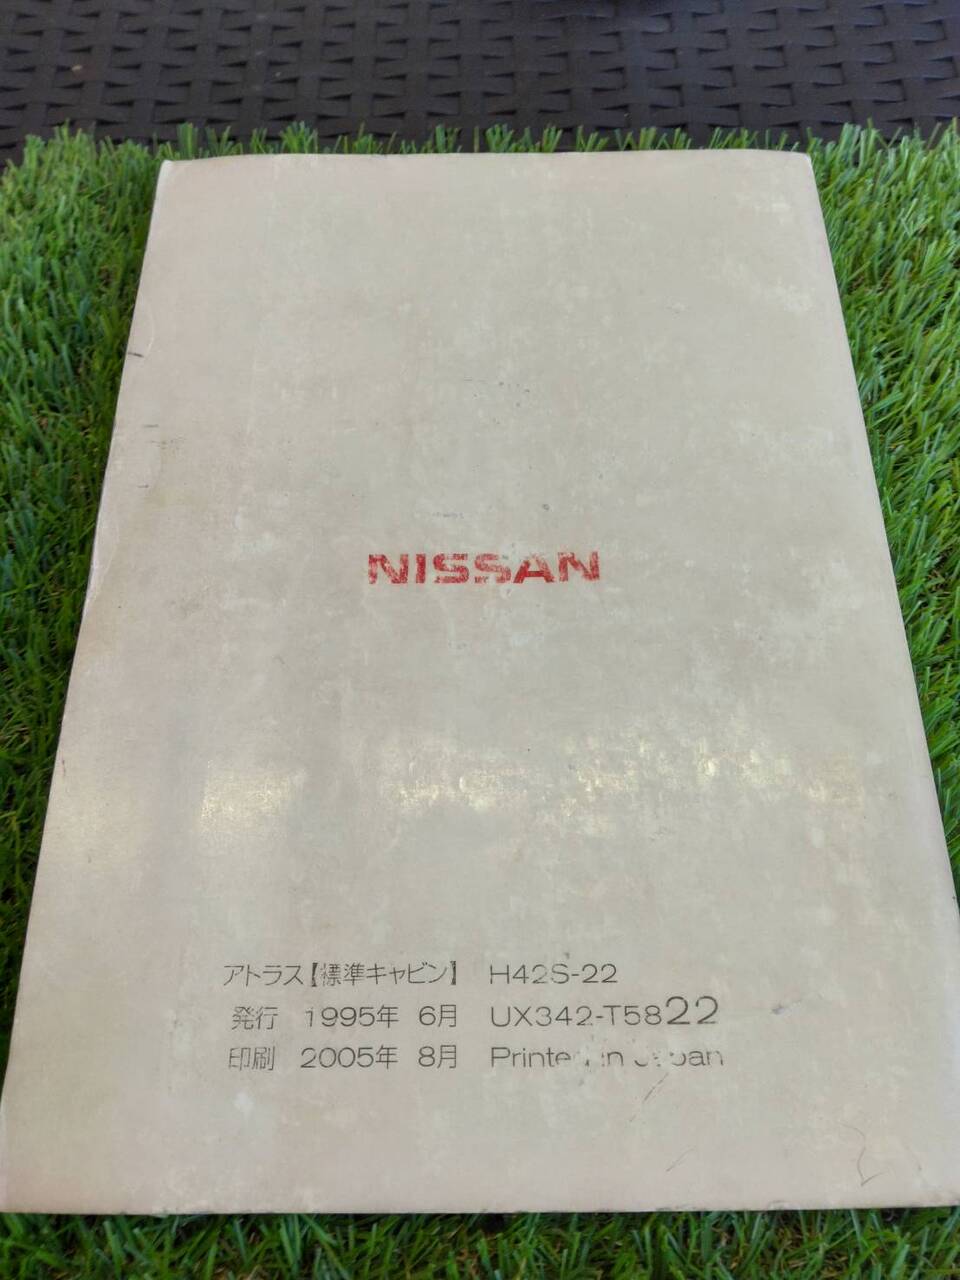 NISSAN
アトラス【標準キャビン】 H42S-22
発行 1995年 6月 UX342-T5822
印刷 2005年 8月 Printed in Japan